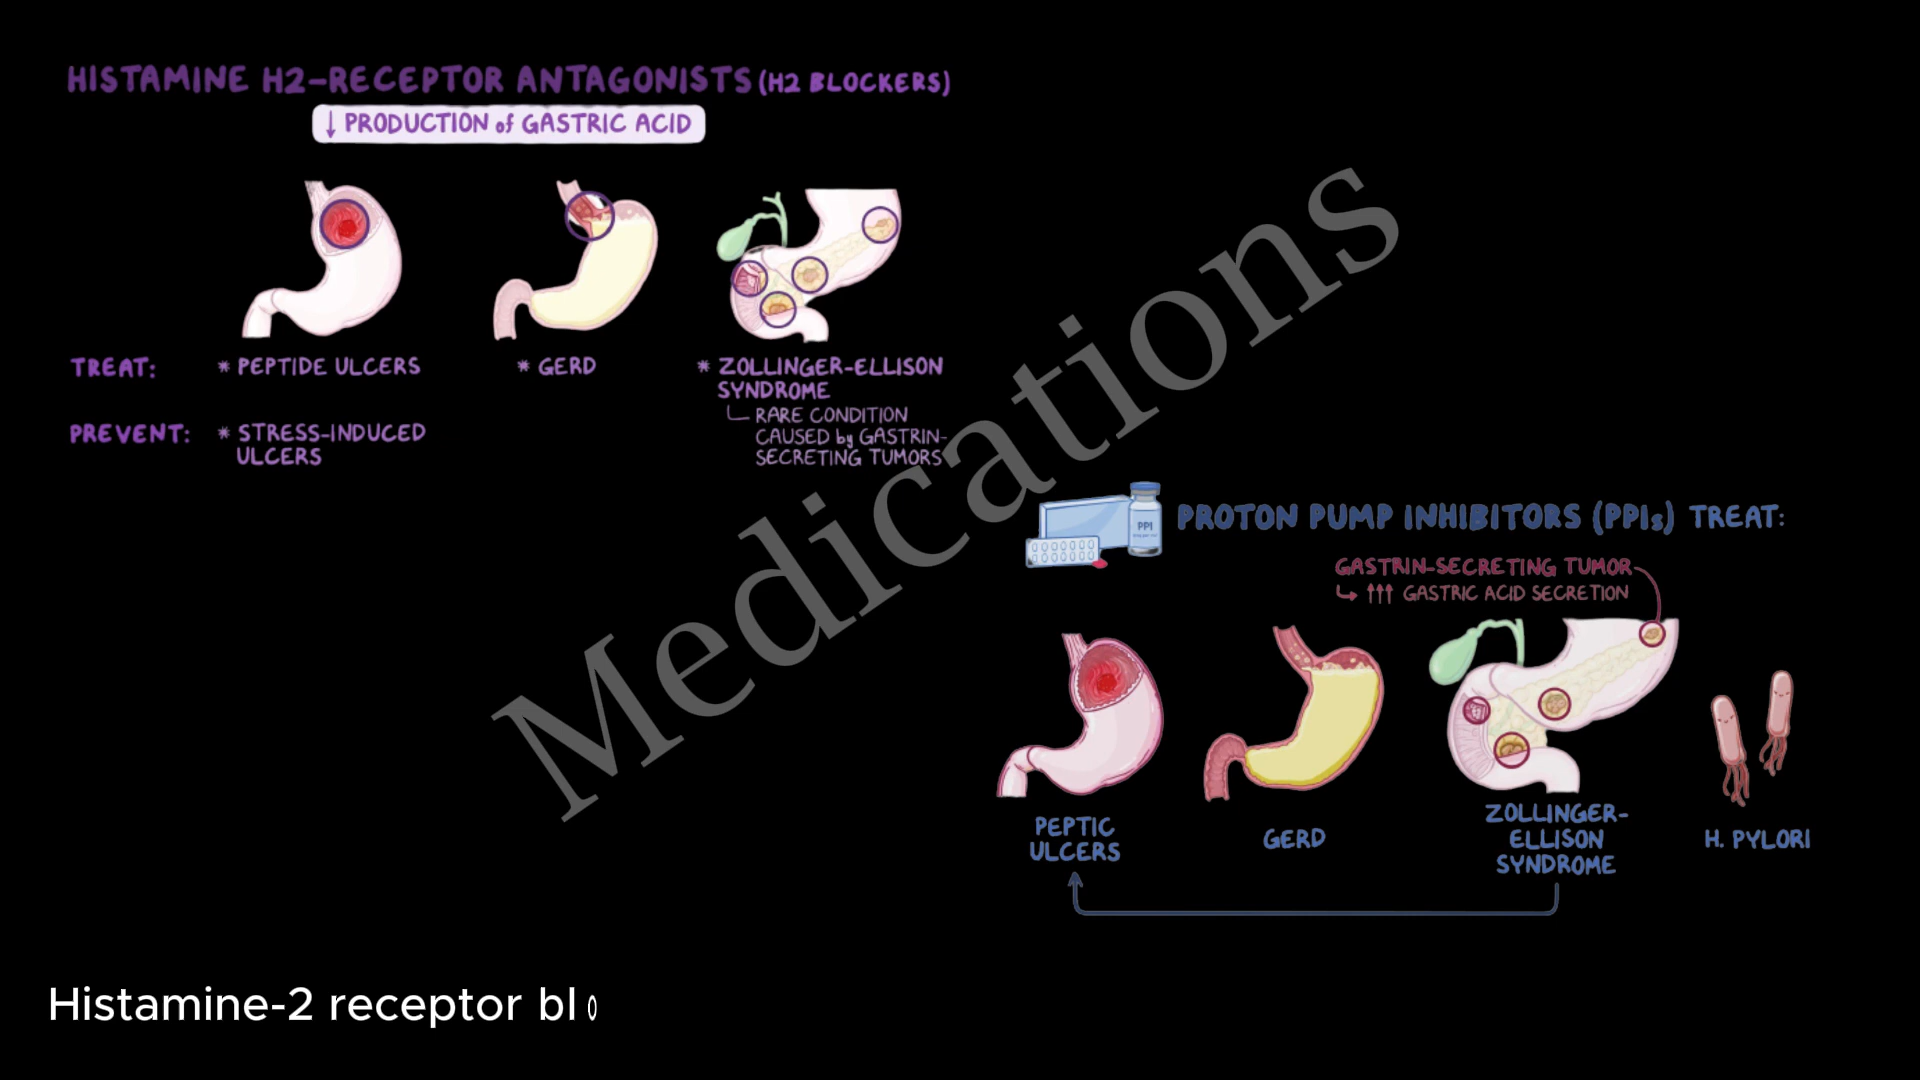 HISTAMINE H2-RECEPTOR ANTAGONISTS (H2 BLOCKERS)
↓ PRODUCTION of GASTRIC ACID
TREAT:
* PEPTIDE ULCERS
* GERD
* ZOLLINGER-ELLISON
SYNDROME
RARE CONDITION
CAUSED by GASTRIN-
SECRETING TUMORS
PREVENT:
* STRESS-INDUCED
ULCERS
Medications
PPI
PROTON PUMP INHIBITORS (PPIs) TREAT:
GASTRIN-SECRETING TUMOR
↳ ↑↑↑ GASTRIC ACID SECRETION
PEPTIC
ULCERS
GERD
ZOLLINGER-
ELLISON
SYNDROME
H. PYLORI
Histamine-2 receptor blo